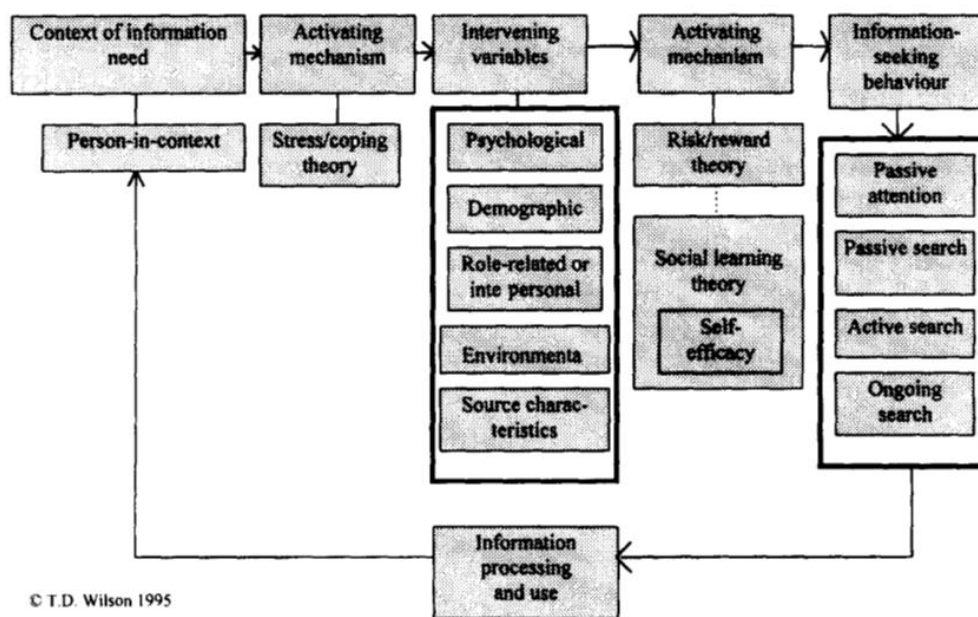 Context of information
need
Activating
mechanism
Intervening
variables
Activating
mechanism
Information-
seeking
behaviour
Person-in-context
Stress/coping
theory
Psychological
Demographic
Role-related or
inte personal
Environmenta
Source charac-
teristics
Risk/reward
theory
Social learning
theory
Self-
efficacy
Passive
attention
Passive search
Active search
Ongoing
search
Information
processing
and use
© T.D. Wilson 1995